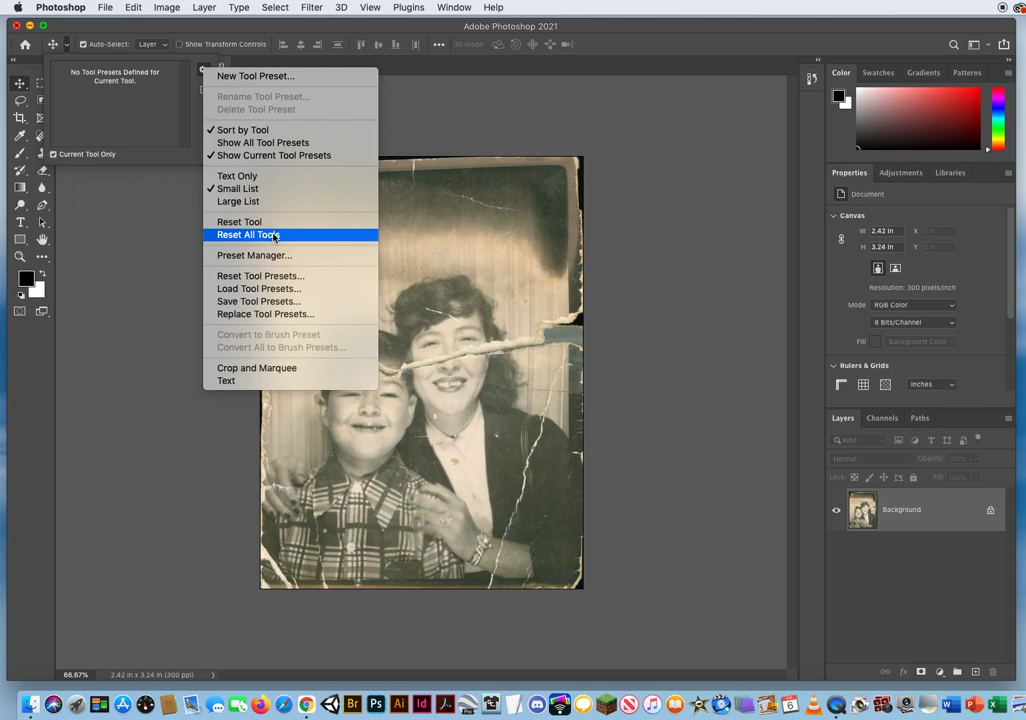 Photoshop File Edit Image Layer Type Select Filter 3D View Plugins Window Help
Adobe Photoshop 2021
Auto-Select: Layer Show Transform Controls 3D Mode:
No Tool Presets Defined for
Current Tool.
Current Tool Only
New Tool Preset...
Rename Tool Preset...
Delete Tool Preset
Sort by Tool
Show All Tool Presets
Show Current Tool Presets
Text Only
Small List
Large List
Reset Tool
Reset All Tools
Preset Manager...
Reset Tool Presets...
Load Tool Presets...
Save Tool Presets...
Replace Tool Presets...
Convert to Brush Preset
Convert All to Brush Presets...
Crop and Marquee
Text
Color Swatches Gradients Patterns
Properties Adjustments Libraries
Document
Canvas
W 2.42 in X
H 3.24 in Y
Resolution: 300 pixels/inch
Mode RGB Color
8 Bits/Channel
Fill Background Color
Rulers & Grids
Inches
Layers Channels Paths
Kind
Normal Opacity: 100%
Lock: Fill: 100%
Background
66.67% 2.42 in x 3.24 in (300 ppi)
Br Ps Ai Id